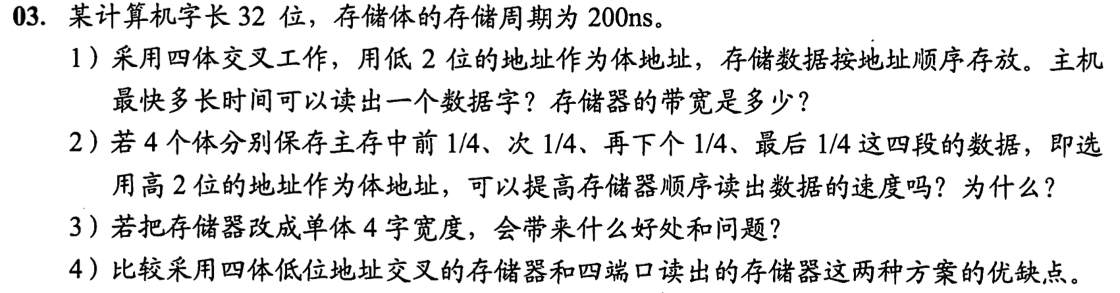 03. 某计算机字长 32 位，存储体的存储周期为 200ns。
1）采用四体交叉工作，用低 2 位的地址作为体地址，存储数据按地址顺序存放。主机
最快多长时间可以读出一个数据字？存储器的带宽是多少？
2）若 4 个体分别保存主存中前 1/4、次 1/4、再下个 1/4、最后 1/4 这四段的数据，即选
用高 2 位的地址作为体地址，可以提高存储器顺序读出数据的速度吗？为什么？
3）若把存储器改成单体 4 字宽度，会带来什么好处和问题？
4）比较采用四体低位地址交叉的存储器和四端口读出的存储器这两种方案的优缺点。